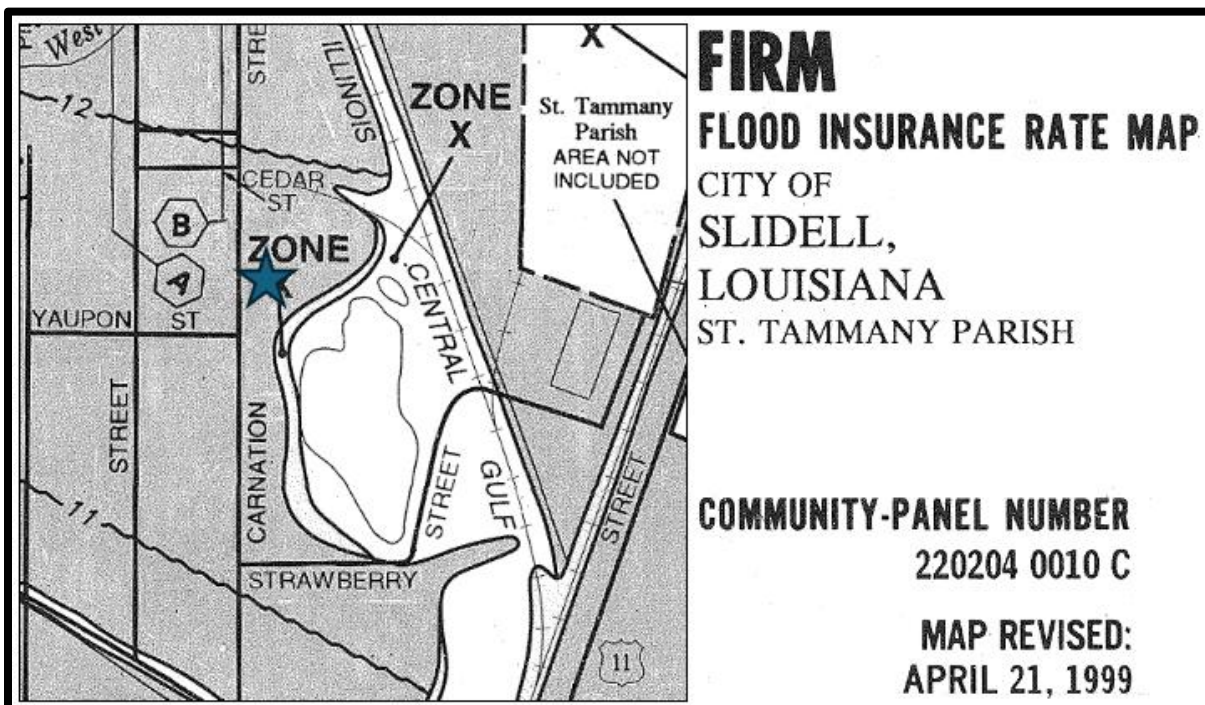 West
STRE
ILLINOIS
12
ZONE
X
X
St. Tammany
Parish
AREA NOT
INCLUDED
CEDAR
ST
B
ZONE
A
YAUPON
ST
CENTRAL
STREET
CARNATION
STREET
GULF
STREET
11
STRAWBERRY
11
FIRM
FLOOD INSURANCE RATE MAP
CITY OF
SLIDELL,
LOUISIANA
ST. TAMMANY PARISH
COMMUNITY-PANEL NUMBER
220204 0010 C
MAP REVISED:
APRIL 21, 1999